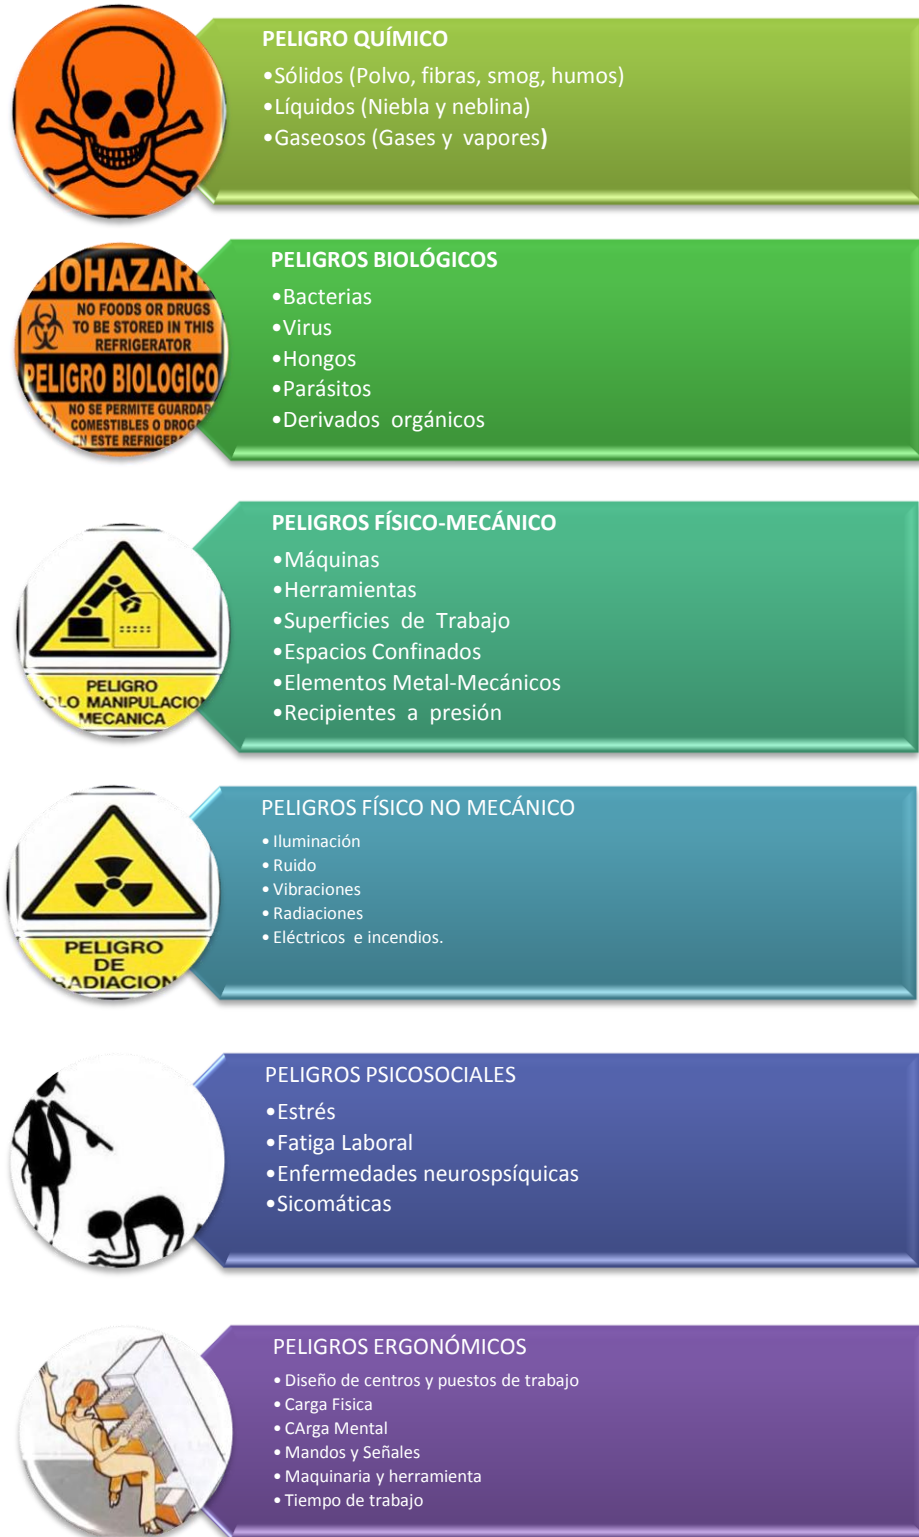 PELIGRO QUÍMICO
•Sólidos (Polvo, fibras, smog, humos)
•Líquidos (Niebla y neblina)
•Gaseosos (Gases y vapores)
BIOHAZARD
NO FOODS OR DRUGS
TO BE STORED IN THIS
REFRIGERATOR
PELIGRO BIOLOGICO
NO SE PERMITE GUARDAR
COMESTIBLES O DROGA
EN ESTE REFRIGER
PELIGROS BIOLÓGICOS
•Bacterias
•Virus
•Hongos
•Parásitos
•Derivados orgánicos
PELIGRO
OLO MANIPULACION
MECANICA
PELIGROS FÍSICO-MECÁNICO
•Máquinas
•Herramientas
•Superficies de Trabajo
•Espacios Confinados
•Elementos Metal-Mecánicos
•Recipientes a presión
PELIGRO
DE
RADIACION
PELIGROS FÍSICO NO MECÁNICO
•Iluminación
•Ruido
•Vibraciones
•Radiaciones
•Eléctricos e incendios.
PELIGROS PSICOSOCIALES
•Estrés
•Fatiga Laboral
•Enfermedades neurospsíquicas
•Sicomáticas
PELIGROS ERGONÓMICOS
•Diseño de centros y puestos de trabajo
•Carga Fisica
•CArga Mental
•Mandos y Señales
•Maquinaria y herramienta
•Tiempo de trabajo